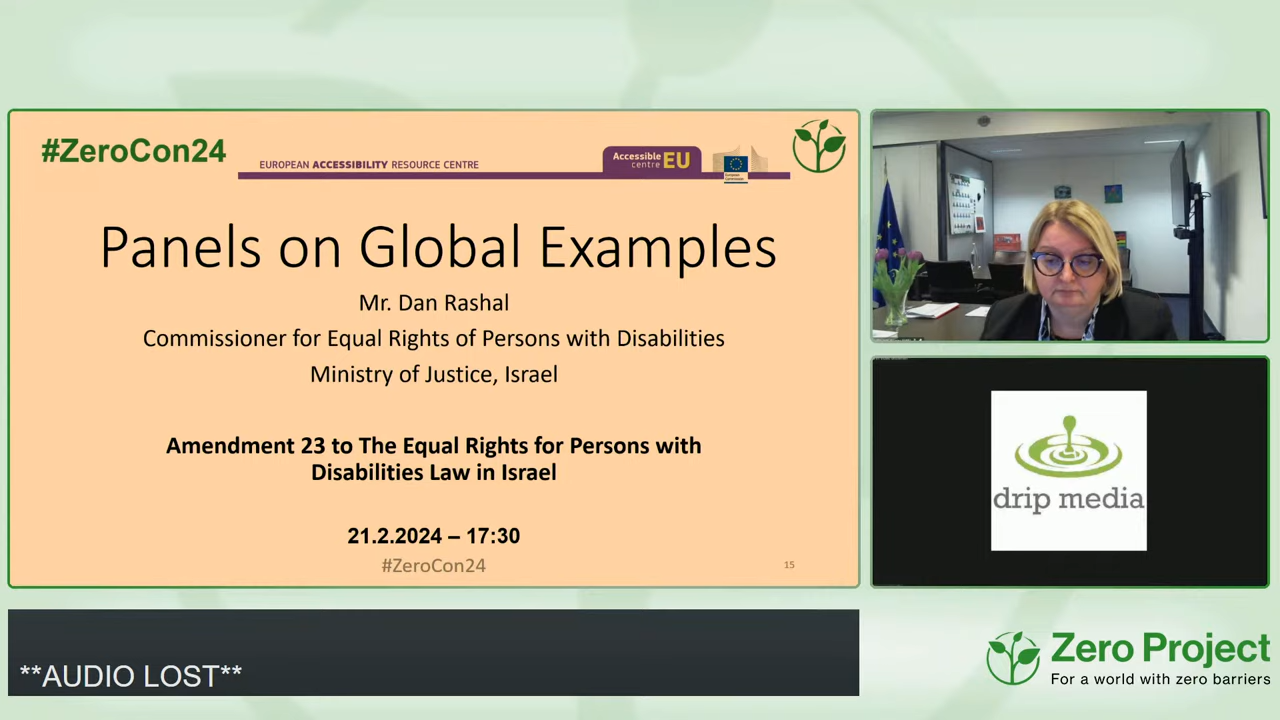 #ZeroCon24
EUROPEAN ACCESSIBILITY RESOURCE CENTRE
Accessible
centre EU
European
Commission
Panels on Global Examples
Mr. Dan Rashal
Commissioner for Equal Rights of Persons with Disabilities
Ministry of Justice, Israel
Amendment 23 to The Equal Rights for Persons with
Disabilities Law in Israel
21.2.2024 – 17:30
#ZeroCon24
15
drip media
**AUDIO LOST**
Zero Project
For a world with zero barriers